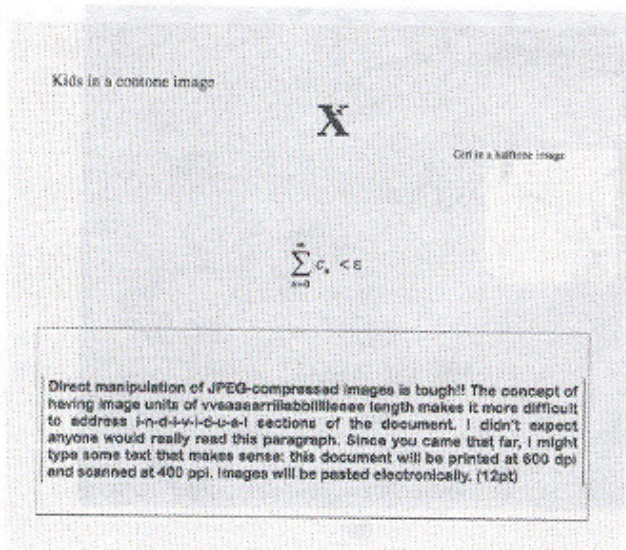 Kids in a contone image
X
Girl in a halftone image
∞
∑ cₙ < ε
n=0
Direct manipulation of JPEG-compressed images is tough!! The concept of
having image units of vvaaaarriiabbllllleeee length makes it more difficult
to address i-n-d-i-v-i-d-u-a-l sections of the document. I didn't expect
anyone would really read this paragraph. Since you came that far, I might
type some text that makes sense: this document will be printed at 600 dpi
and scanned at 400 ppi. Images will be pasted electronically. (12pt)